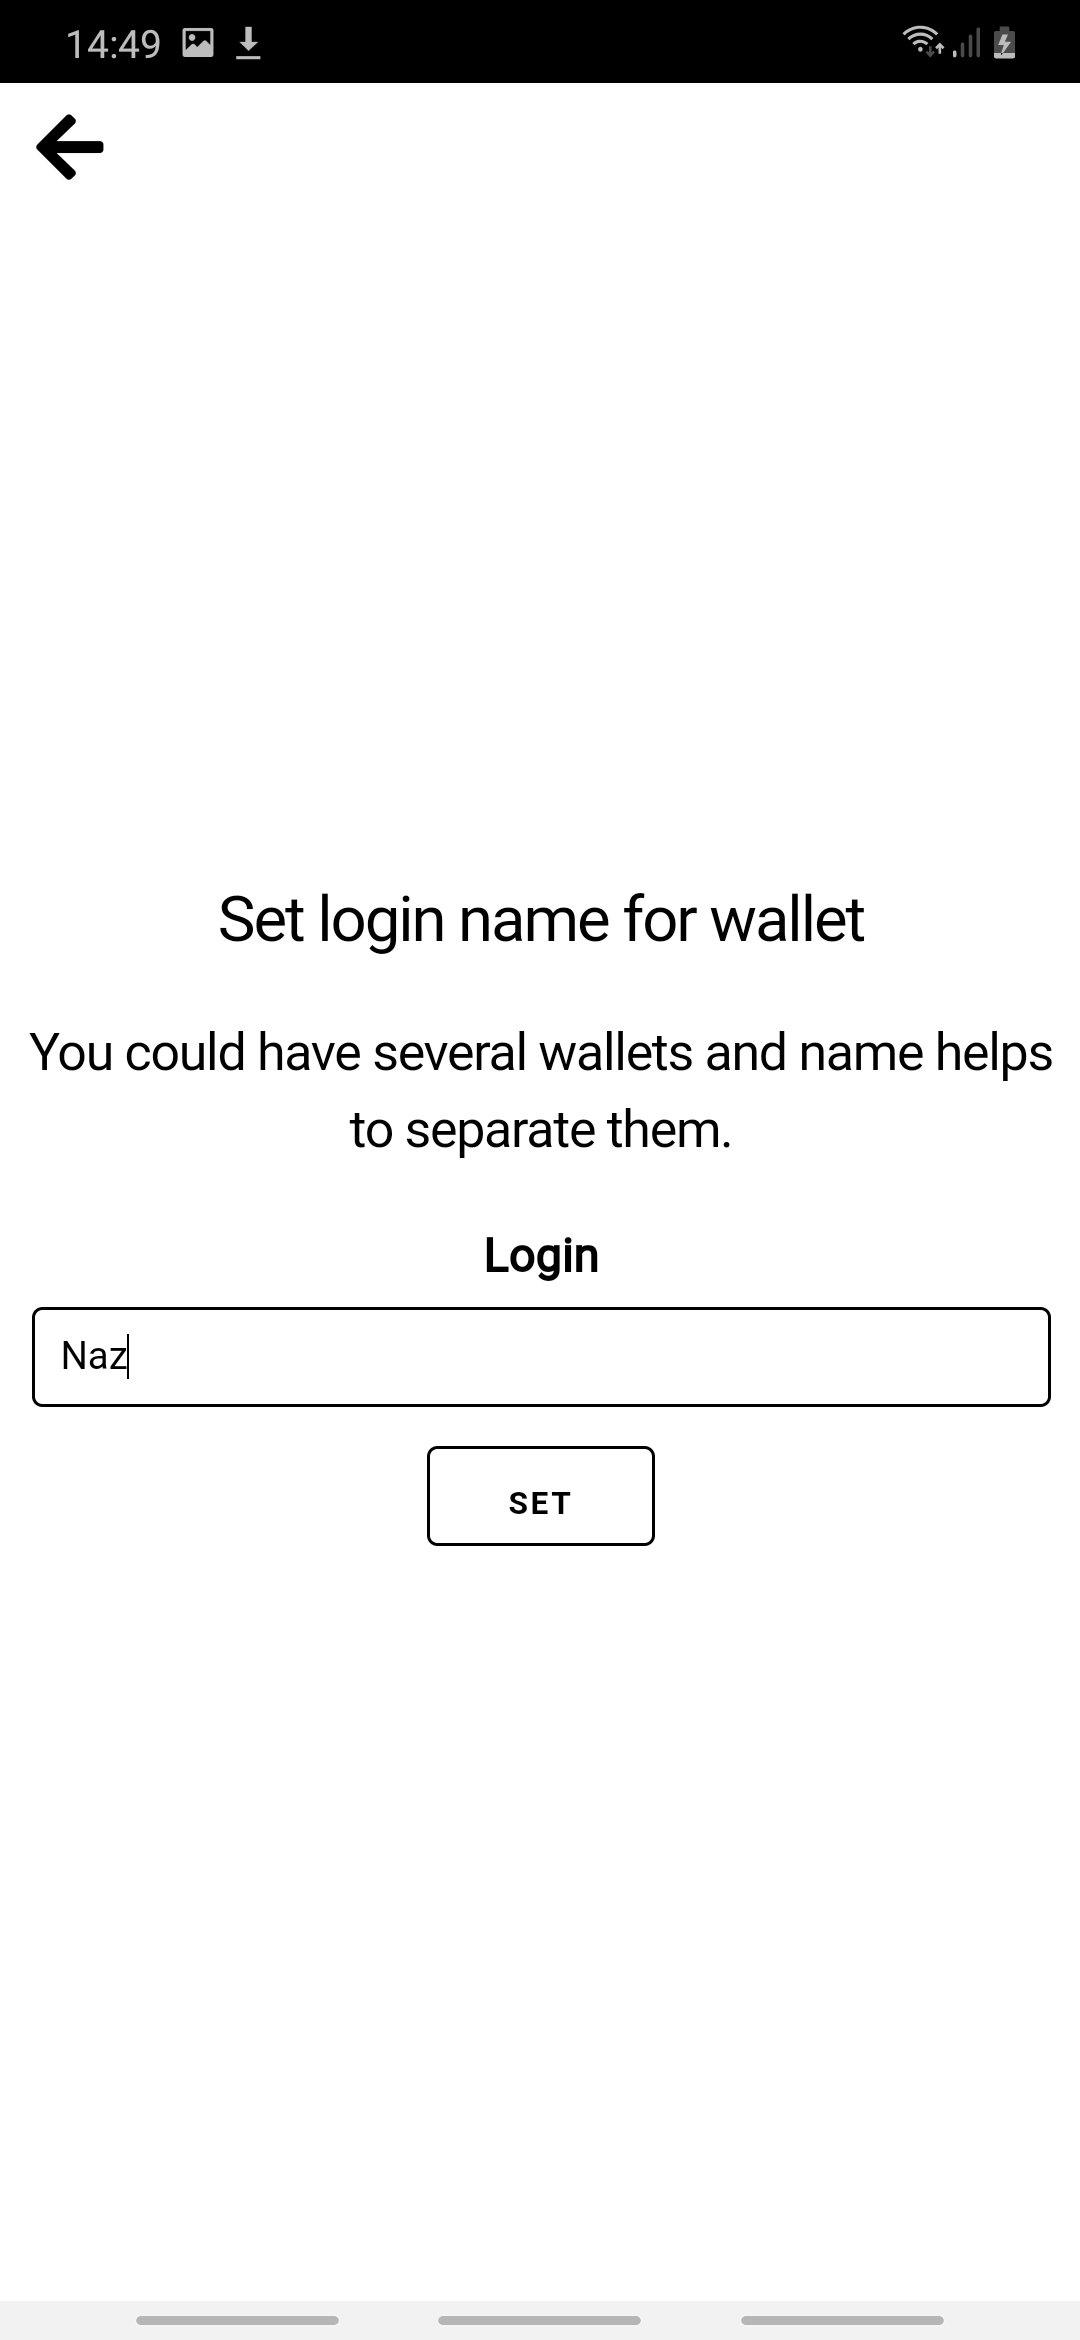 14:49
Set login name for wallet
You could have several wallets and name helps
to separate them.
Login
Naz
SET